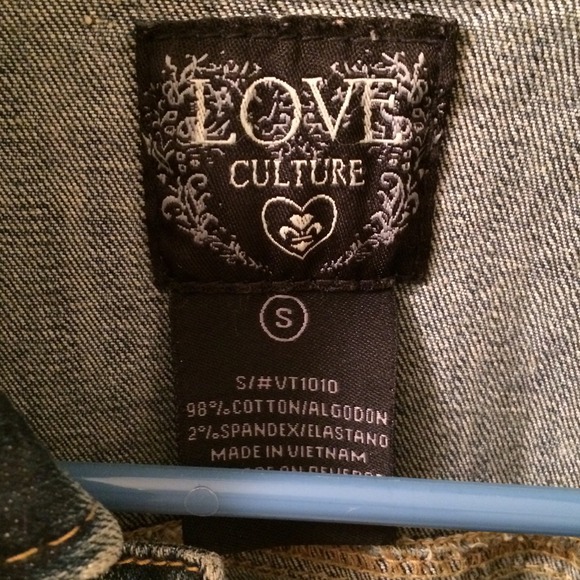 LOVE
CULTURE
S
S/#VT1010
98%COTTON/ALGODON
2%SPANDEX/ELASTANO
MADE IN VIETNAM